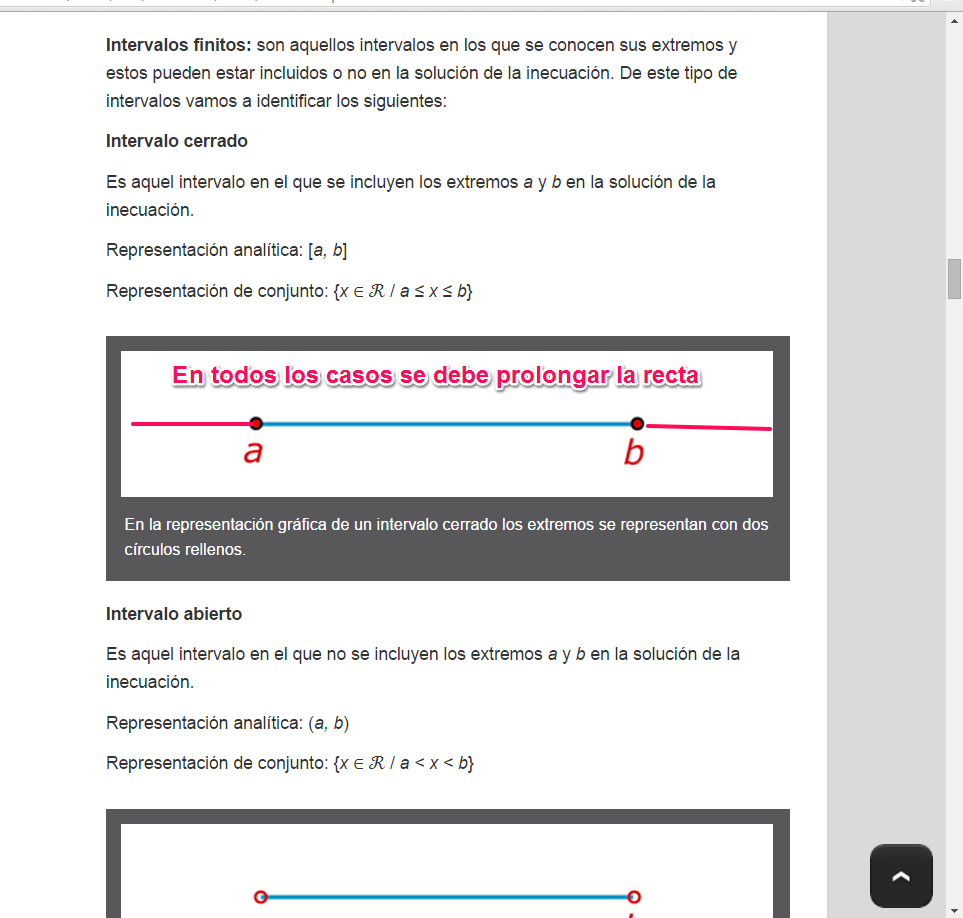 Intervalos finitos: son aquellos intervalos en los que se conocen sus extremos y
estos pueden estar incluidos o no en la solución de la inecuación. De este tipo de
intervalos vamos a identificar los siguientes:
Intervalo cerrado
Es aquel intervalo en el que se incluyen los extremos a y b en la solución de la
inecuación.
Representación analítica: [a, b]
Representación de conjunto: {x ∈ ℛ / a ≤ x ≤ b}
En todos los casos se debe prolongar la recta
a b
En la representación gráfica de un intervalo cerrado los extremos se representan con dos
círculos rellenos.
Intervalo abierto
Es aquel intervalo en el que no se incluyen los extremos a y b en la solución de la
inecuación.
Representación analítica: (a, b)
Representación de conjunto: {x ∈ ℛ / a < x < b}